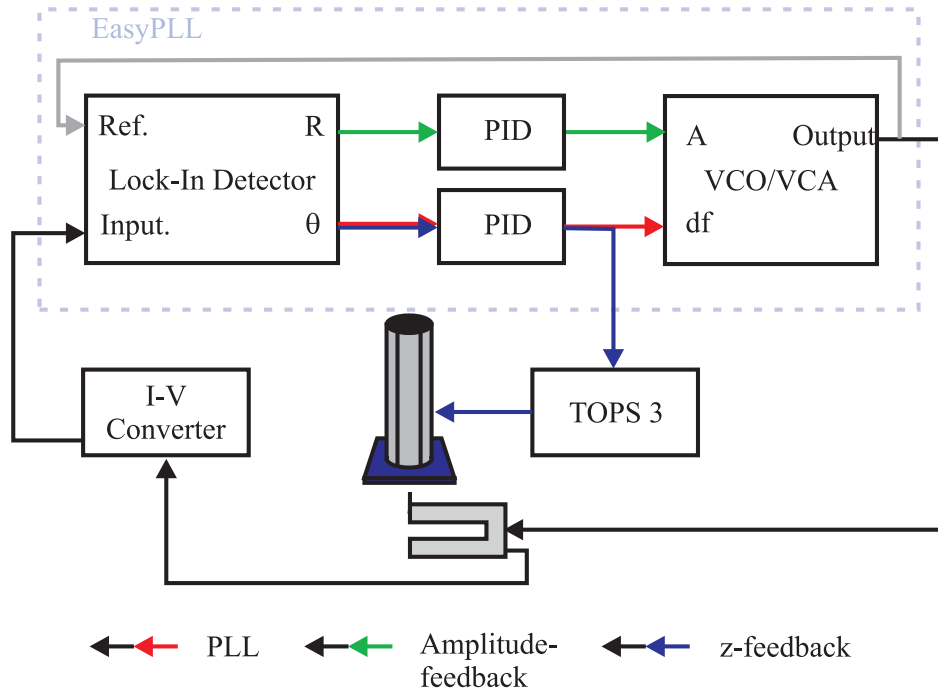 EasyPLL
Ref.
R
Lock-In Detector
Input.
θ
PID
PID
A
Output
VCO/VCA
df
I-V
Converter
TOPS 3
PLL
Amplitude-
feedback
z-feedback